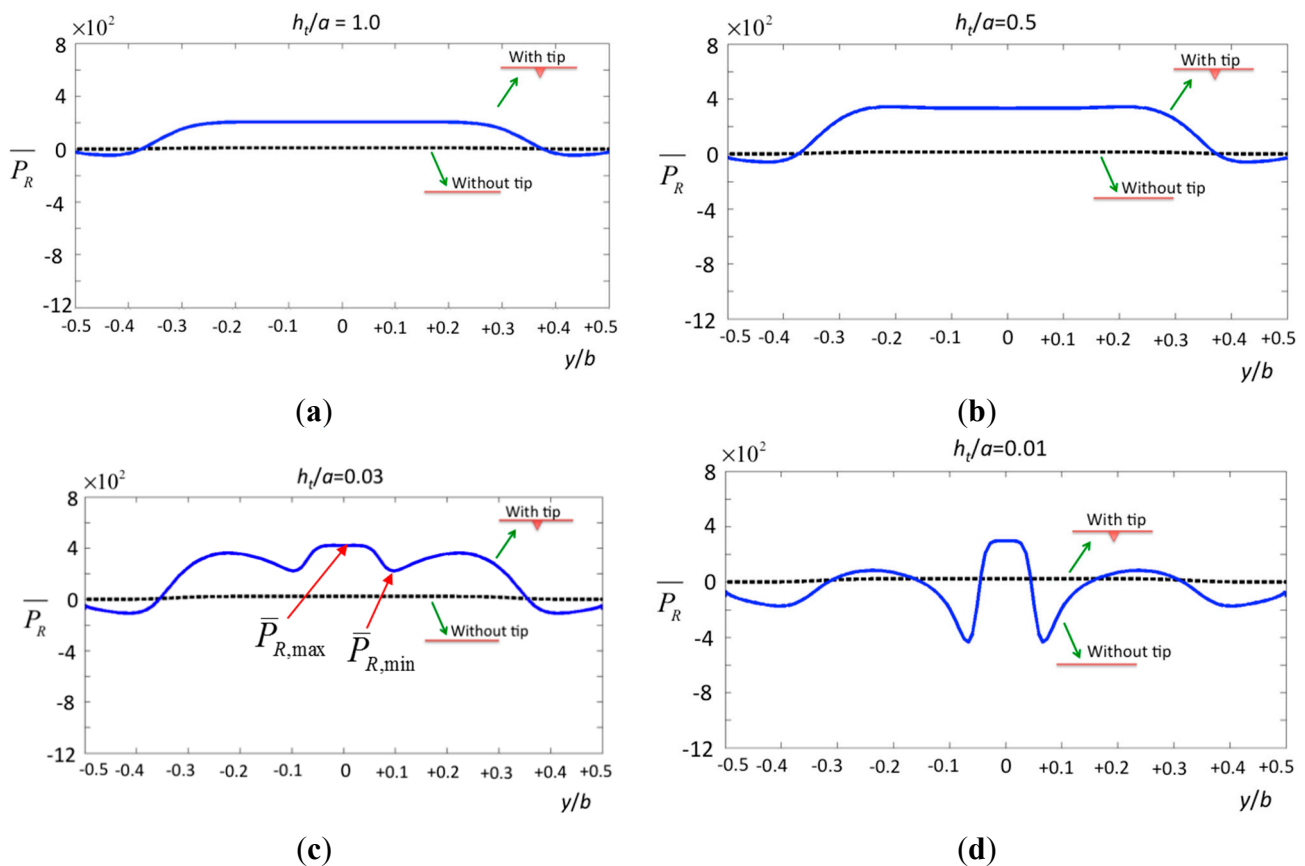 ×10²
hₜ/a = 1.0
8
4
0
-4
-8
-12
P̅_R
With tip
Without tip
-0.5 -0.4 -0.3 -0.2 -0.1 0 +0.1 +0.2 +0.3 +0.4 +0.5
y/b
(a)
×10²
hₜ/a=0.5
8
4
0
-4
-8
-12
P̅_R
With tip
Without tip
-0.5 -0.4 -0.3 -0.2 -0.1 0 +0.1 +0.2 +0.3 +0.4 +0.5
y/b
(b)
×10²
hₜ/a=0.03
8
4
0
-4
-8
-12
P̅_R
With tip
P̅_R,max
P̅_R,min
Without tip
-0.5 -0.4 -0.3 -0.2 -0.1 0 +0.1 +0.2 +0.3 +0.4 +0.5
y/b
(c)
×10²
hₜ/a=0.01
8
4
0
-4
-8
-12
P̅_R
With tip
Without tip
-0.5 -0.4 -0.3 -0.2 -0.1 0 +0.1 +0.2 +0.3 +0.4 +0.5
y/b
(d)